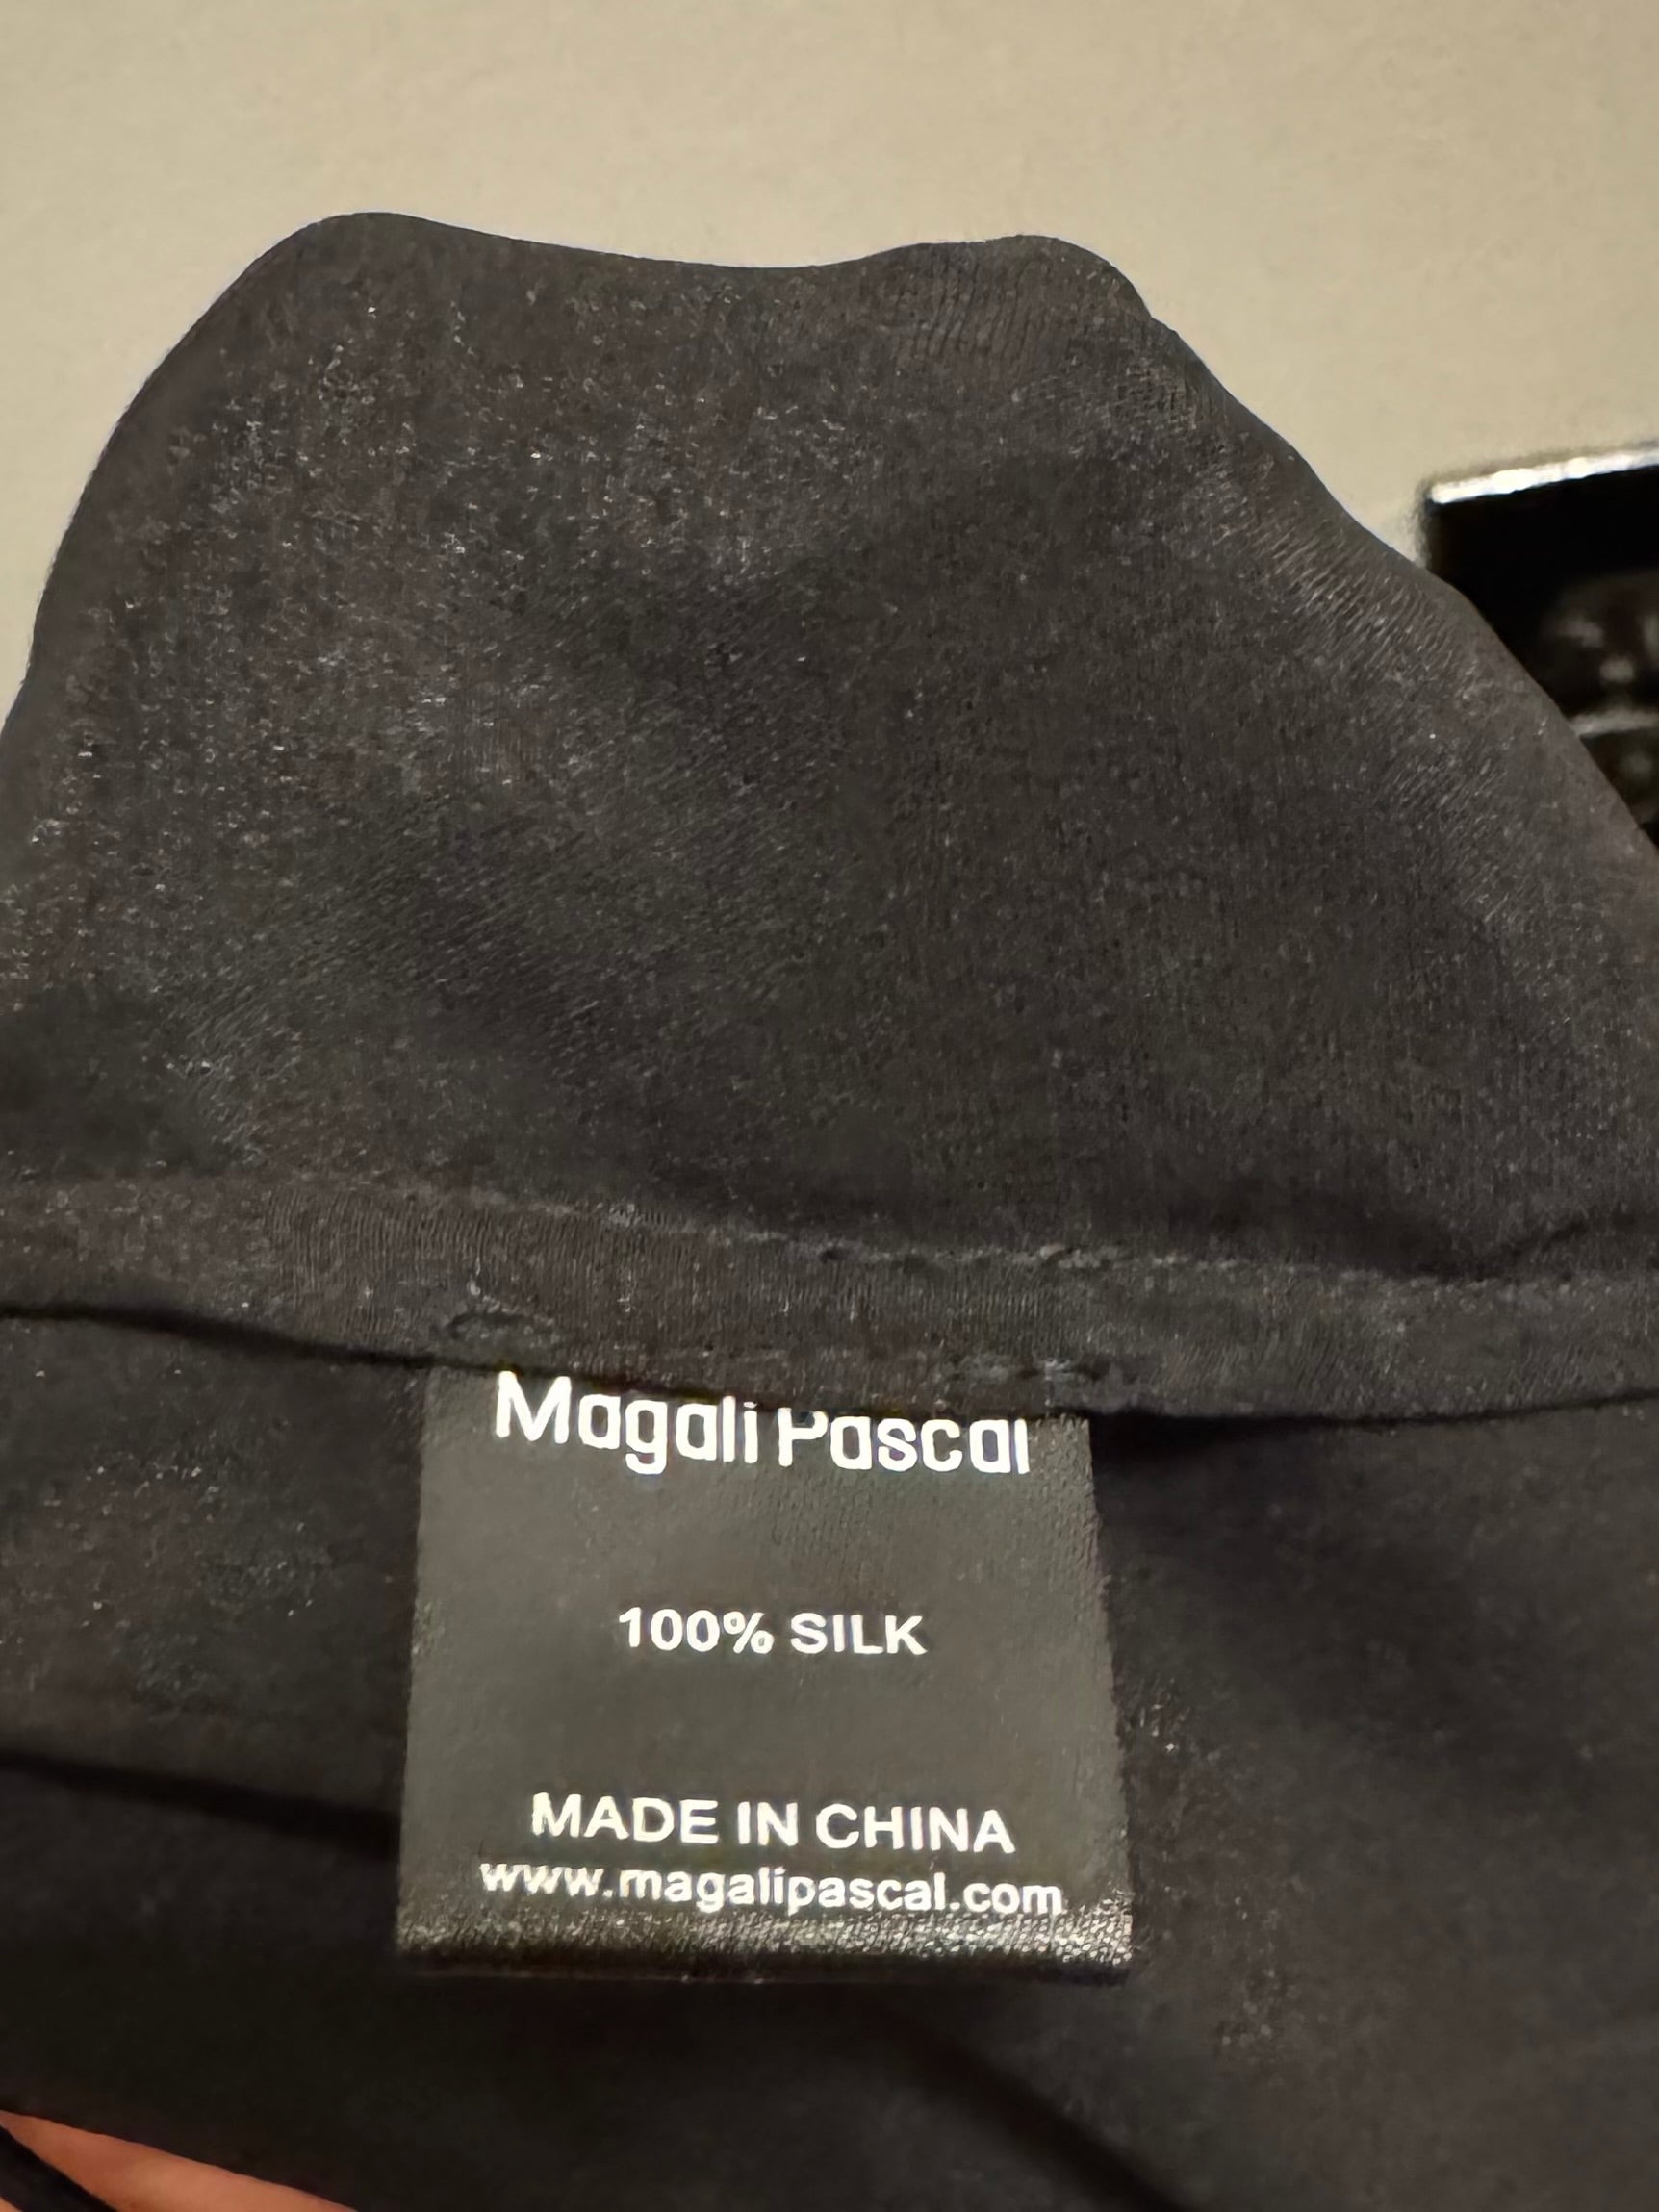 Magali Pascal
100% SILK
MADE IN CHINA
www.magalipascal.com